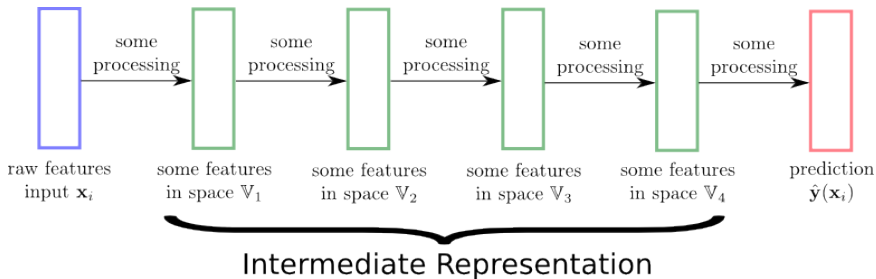 some processing
some processing
some processing
some processing
some processing
raw features
input 𝐱ᵢ
some features
in space 𝕍₁
some features
in space 𝕍₂
some features
in space 𝕍₃
some features
in space 𝕍₄
prediction
ŷ(𝐱ᵢ)
Intermediate Representation